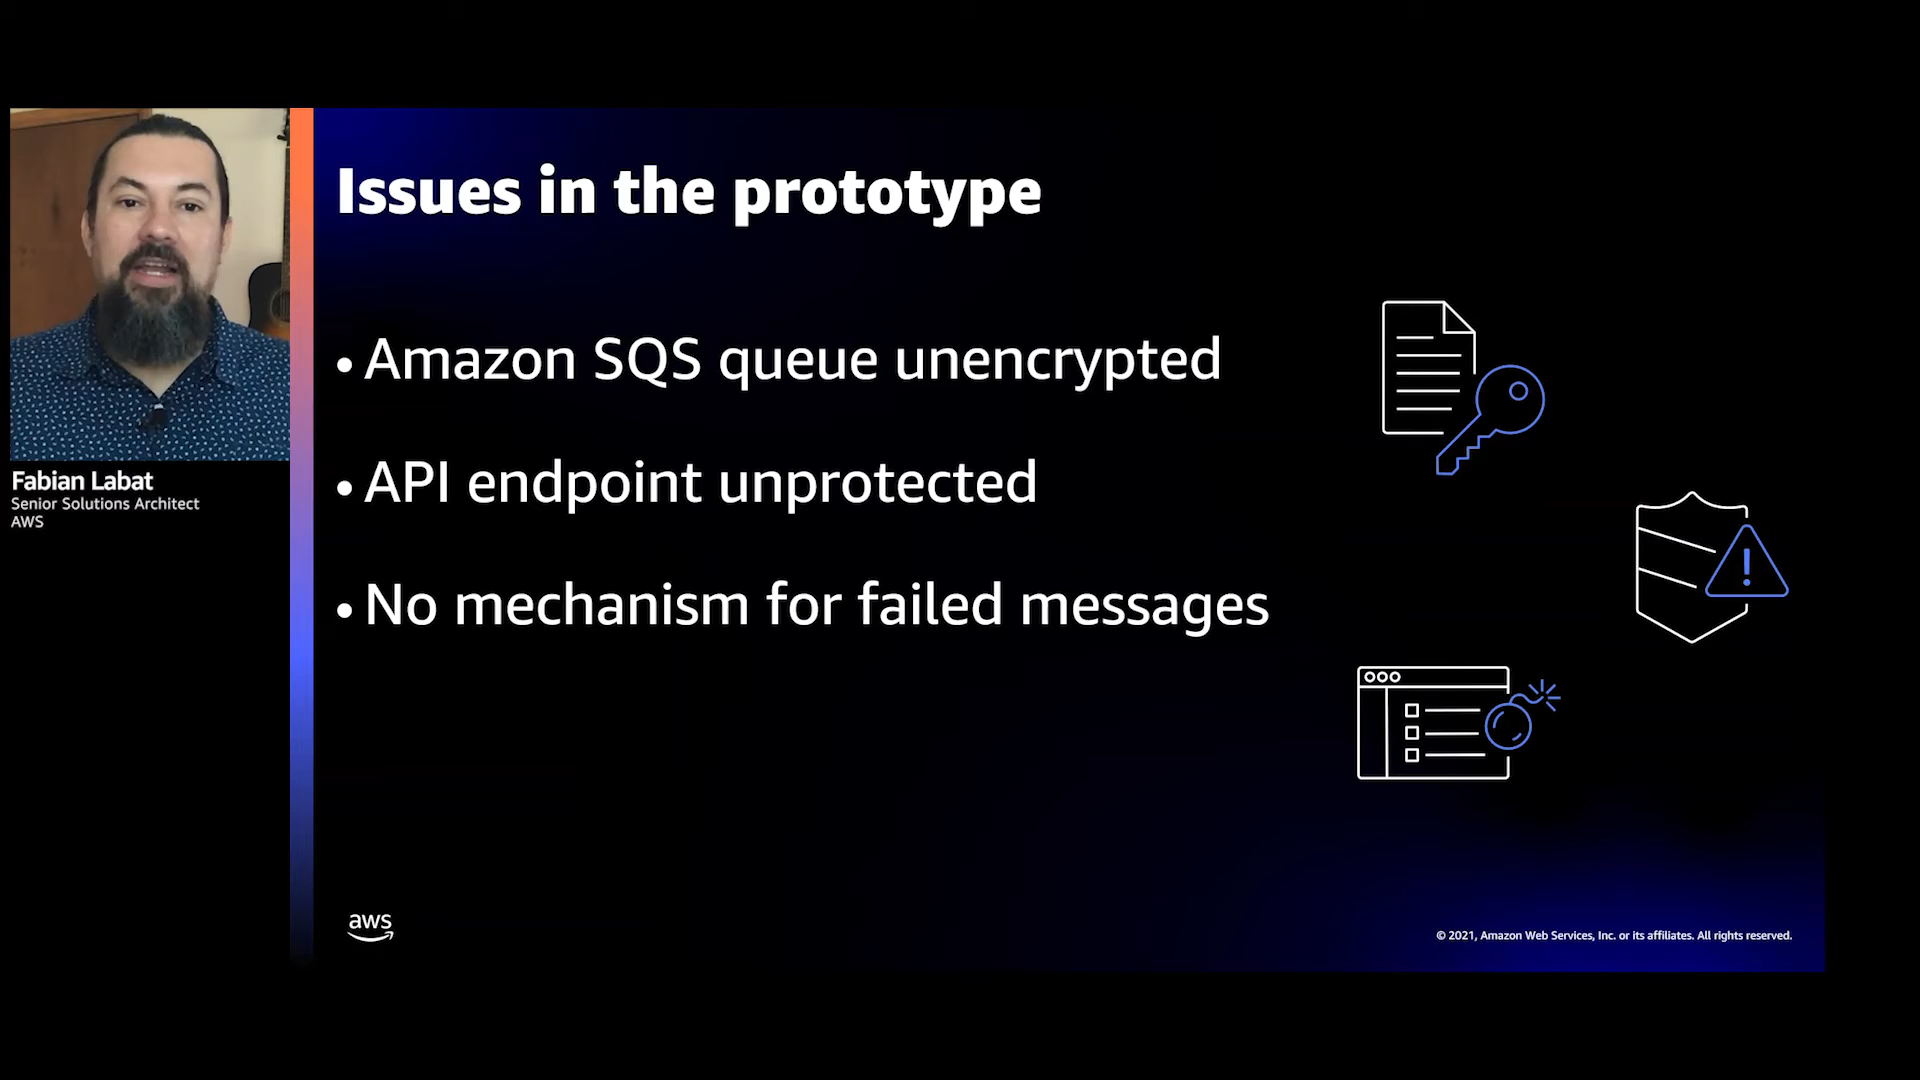 Issues in the prototype
• Amazon SQS queue unencrypted
• API endpoint unprotected
• No mechanism for failed messages
Fabian Labat
Senior Solutions Architect
AWS
aws
© 2021, Amazon Web Services, Inc. or its affiliates. All rights reserved.